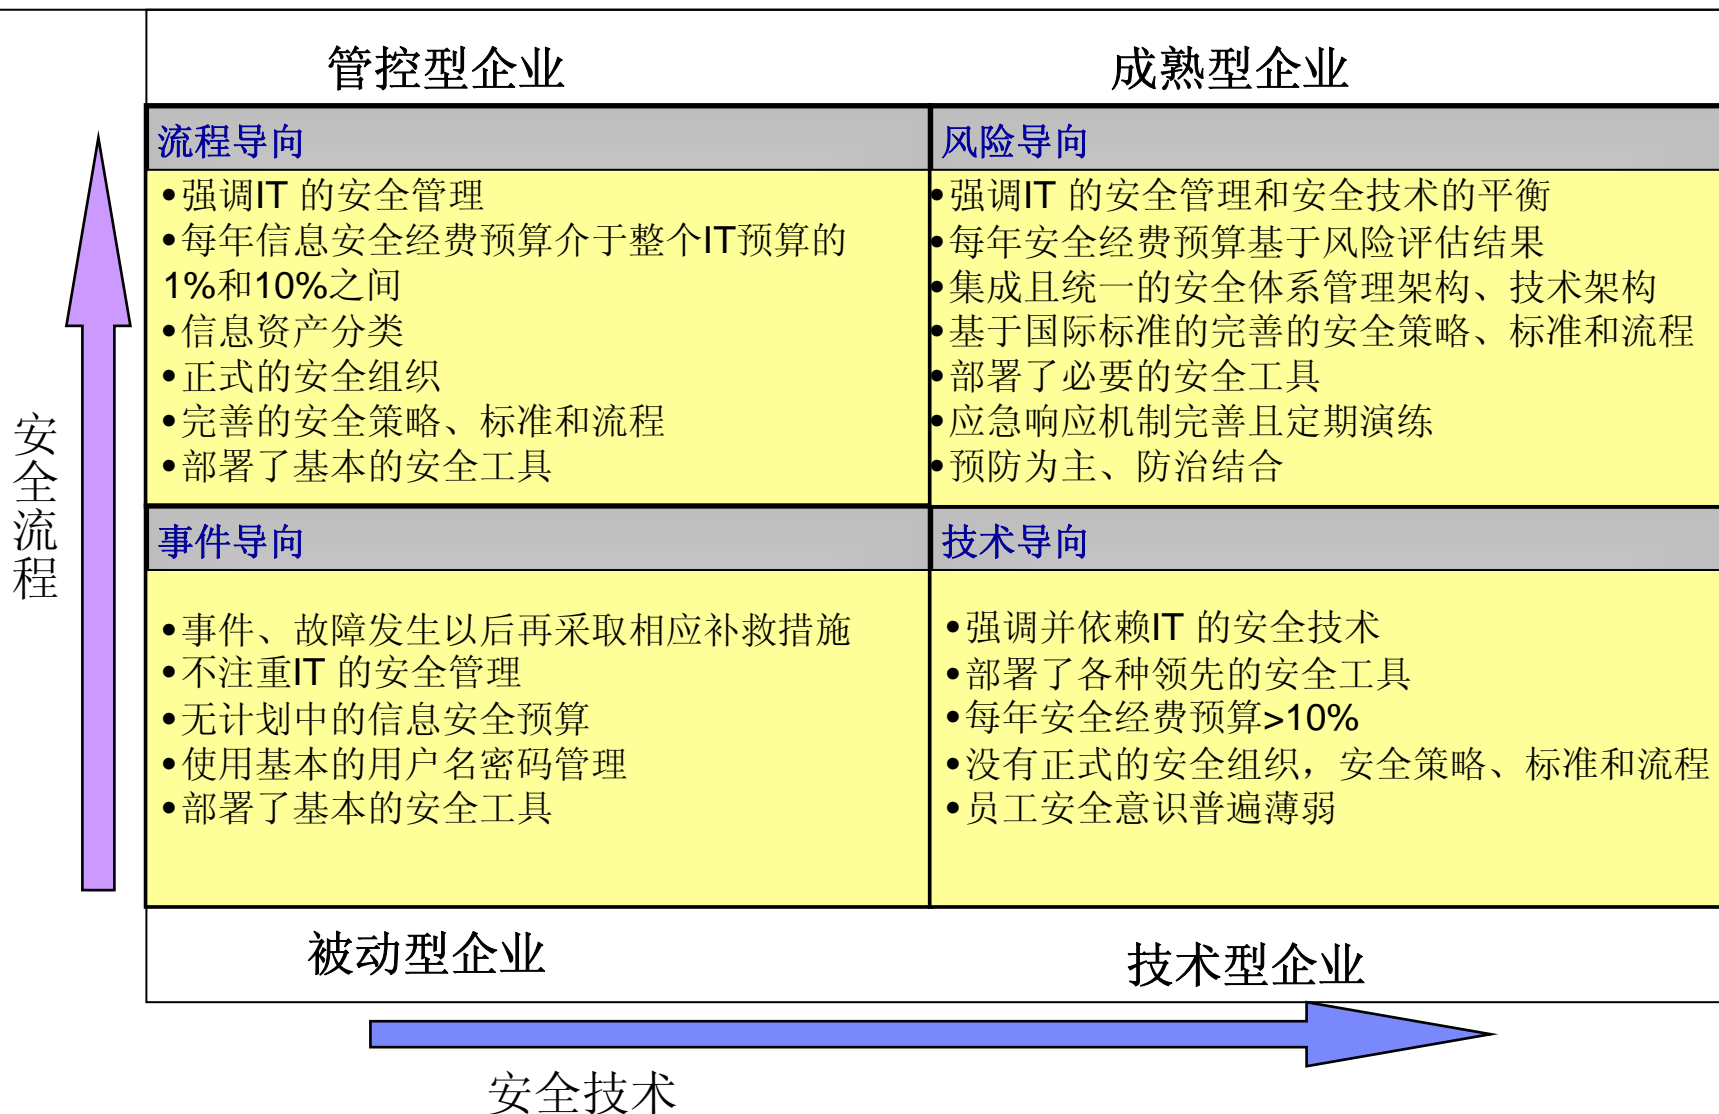 管控型企业
成熟型企业
流程导向
•强调IT 的安全管理
•每年信息安全经费预算介于整个IT预算的
1%和10%之间
•信息资产分类
•正式的安全组织
•完善的安全策略、标准和流程
•部署了基本的安全工具
风险导向
•强调IT 的安全管理和安全技术的平衡
•每年安全经费预算基于风险评估结果
•集成且统一的安全体系管理架构、技术架构
•基于国际标准的完善的安全策略、标准和流程
•部署了必要的安全工具
•应急响应机制完善且定期演练
•预防为主、防治结合
安全流程
事件导向
•事件、故障发生以后再采取相应补救措施
•不注重IT 的安全管理
•无计划中的信息安全预算
•使用基本的用户名密码管理
•部署了基本的安全工具
技术导向
•强调并依赖IT 的安全技术
•部署了各种领先的安全工具
•每年安全经费预算>10%
•没有正式的安全组织，安全策略、标准和流程
•员工安全意识普遍薄弱
被动型企业
技术型企业
安全技术